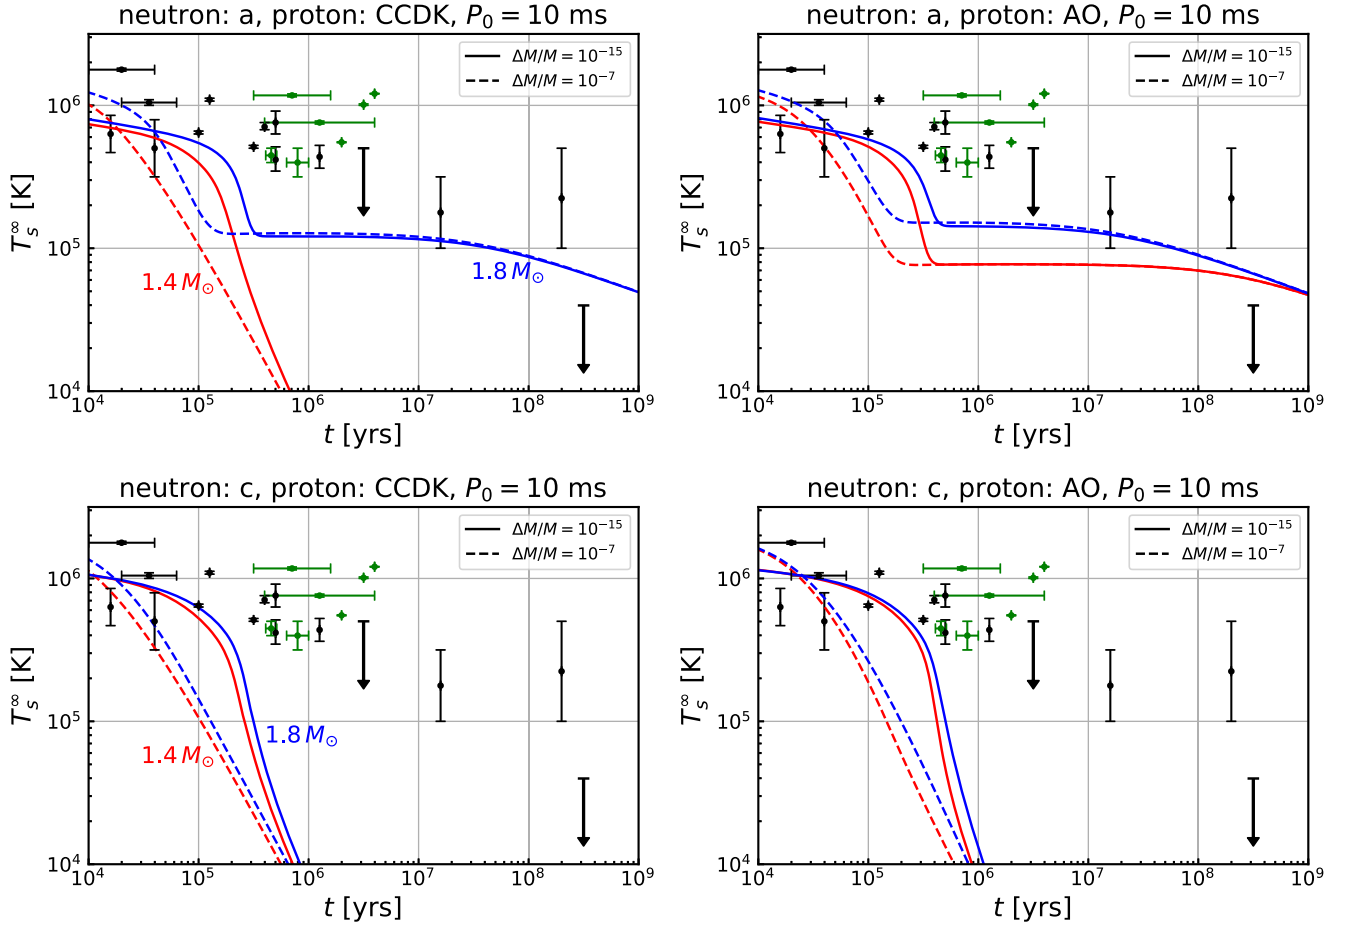 neutron: a, proton: CCDK, P₀ = 10 ms
T_s^∞ [K]
10⁶
10⁵
10⁴
ΔM/M = 10⁻¹⁵
ΔM/M = 10⁻⁷
1.4 M⊙
1.8 M⊙
10⁴ 10⁵ 10⁶ 10⁷ 10⁸ 10⁹
t [yrs]
neutron: a, proton: AO, P₀ = 10 ms
T_s^∞ [K]
10⁶
10⁵
10⁴
ΔM/M = 10⁻¹⁵
ΔM/M = 10⁻⁷
10⁴ 10⁵ 10⁶ 10⁷ 10⁸ 10⁹
t [yrs]
neutron: c, proton: CCDK, P₀ = 10 ms
T_s^∞ [K]
10⁶
10⁵
10⁴
ΔM/M = 10⁻¹⁵
ΔM/M = 10⁻⁷
1.8 M⊙
1.4 M⊙
10⁴ 10⁵ 10⁶ 10⁷ 10⁸ 10⁹
t [yrs]
neutron: c, proton: AO, P₀ = 10 ms
T_s^∞ [K]
10⁶
10⁵
10⁴
ΔM/M = 10⁻¹⁵
ΔM/M = 10⁻⁷
10⁴ 10⁵ 10⁶ 10⁷ 10⁸ 10⁹
t [yrs]